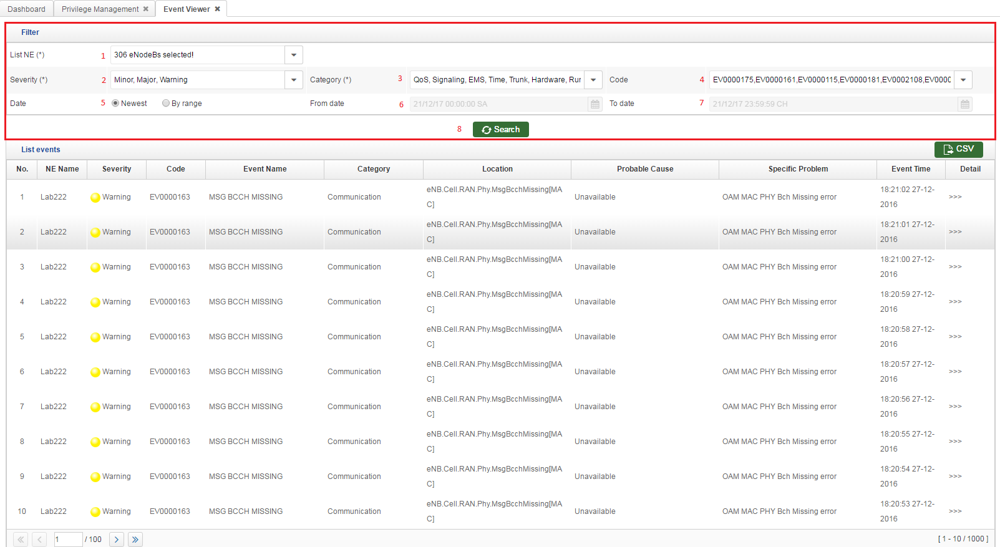 Dashboard Privilege Management ✖ Event Viewer ✖
Filter
List NE (*) 1 306 eNodeBs selected!
Severity (*) 2 Minor, Major, Warning Category (*) 3 QoS, Signaling, EMS, Time, Trunk, Hardware, Rur Code 4 EV0000175,EV0000161,EV0000115,EV0000181,EV0002108,EV000
Date 5 Newest By range From date 6 21/12/17 00:00:00 SA To date 7 21/12/17 23:59:59 CH
8 Search
List events CSV
No. NE Name Severity Code Event Name Category Location Probable Cause Specific Problem Event Time Detail
1 Lab222 Warning EV0000163 MSG BCCH MISSING Communication eNB.Cell.RAN.Phy.MsgBcchMissing[MA Unavailable OAM MAC PHY Bch Missing error 18:21:02 27-12- >>>
C] 2016
2 Lab222 Warning EV0000163 MSG BCCH MISSING Communication eNB.Cell.RAN.Phy.MsgBcchMissing[MA Unavailable OAM MAC PHY Bch Missing error 18:21:01 27-12- >>>
C] 2016
3 Lab222 Warning EV0000163 MSG BCCH MISSING Communication eNB.Cell.RAN.Phy.MsgBcchMissing[MA Unavailable OAM MAC PHY Bch Missing error 18:21:00 27-12- >>>
C] 2016
4 Lab222 Warning EV0000163 MSG BCCH MISSING Communication eNB.Cell.RAN.Phy.MsgBcchMissing[MA Unavailable OAM MAC PHY Bch Missing error 18:20:59 27-12- >>>
C] 2016
5 Lab222 Warning EV0000163 MSG BCCH MISSING Communication eNB.Cell.RAN.Phy.MsgBcchMissing[MA Unavailable OAM MAC PHY Bch Missing error 18:20:58 27-12- >>>
C] 2016
6 Lab222 Warning EV0000163 MSG BCCH MISSING Communication eNB.Cell.RAN.Phy.MsgBcchMissing[MA Unavailable OAM MAC PHY Bch Missing error 18:20:57 27-12- >>>
C] 2016
7 Lab222 Warning EV0000163 MSG BCCH MISSING Communication eNB.Cell.RAN.Phy.MsgBcchMissing[MA Unavailable OAM MAC PHY Bch Missing error 18:20:56 27-12- >>>
C] 2016
8 Lab222 Warning EV0000163 MSG BCCH MISSING Communication eNB.Cell.RAN.Phy.MsgBcchMissing[MA Unavailable OAM MAC PHY Bch Missing error 18:20:55 27-12- >>>
C] 2016
9 Lab222 Warning EV0000163 MSG BCCH MISSING Communication eNB.Cell.RAN.Phy.MsgBcchMissing[MA Unavailable OAM MAC PHY Bch Missing error 18:20:54 27-12- >>>
C] 2016
10 Lab222 Warning EV0000163 MSG BCCH MISSING Communication eNB.Cell.RAN.Phy.MsgBcchMissing[MA Unavailable OAM MAC PHY Bch Missing error 18:20:53 27-12- >>>
C] 2016
1 / 100 [ 1 - 10 / 1000 ]